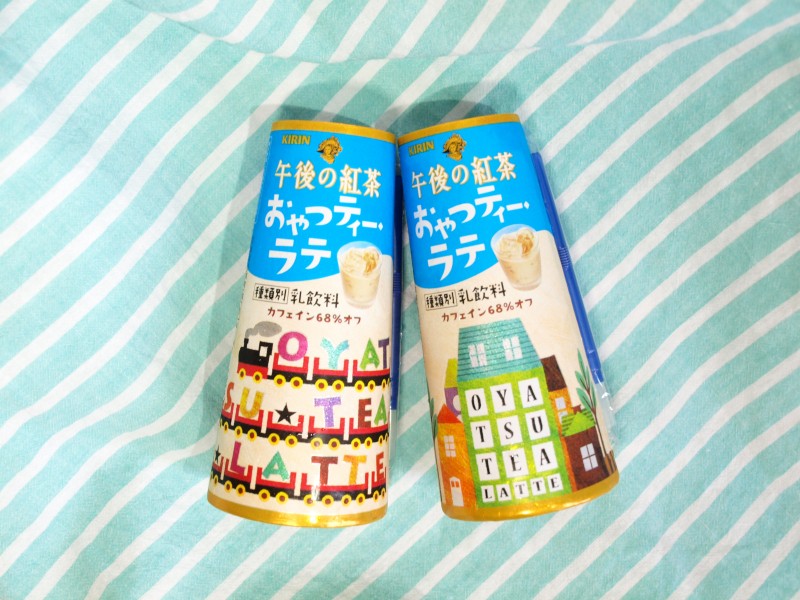 KIRIN
午後の紅茶
おやつティー・
ラテ
種類別 乳飲料
カフェイン68%オフ
OYAT
SU★TEA
★LATTE
KIRIN
午後の紅茶
おやつティー・
ラテ
種類別 乳飲料
カフェイン68%オフ
OYA
TSU
TEA
LATTE